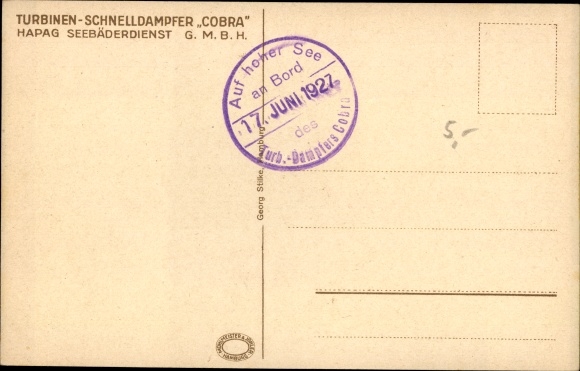 TURBINEN-SCHNELLDAMPFER „COBRA"
HAPAG SEEBÄDERDIENST G. M. B. H.
Auf hoher See
an Bord
17. JUNI 1927
des
Turb.-Dampfers Cobra
5,-
Georg Stilke, Hamburg
HAMBURG